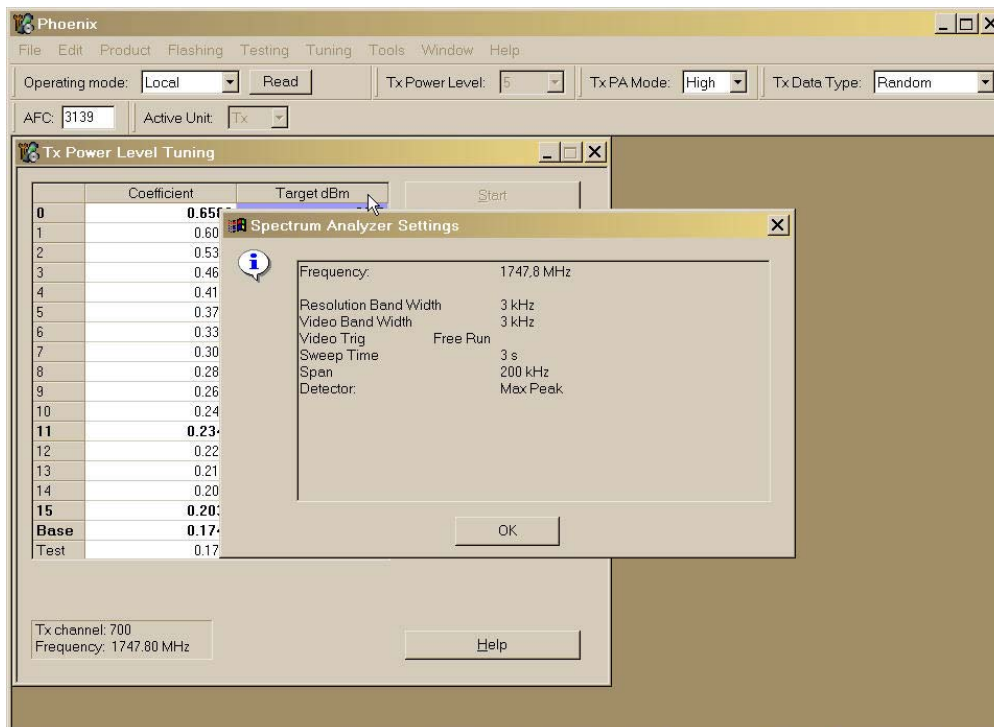 Phoenix
File Edit Product Flashing Testing Tuning Tools Window Help
Operating mode: Local Read Tx Power Level: 5 Tx PA Mode: High Tx Data Type: Random
AFC: 3139 Active Unit: Tx
Tx Power Level Tuning
Coefficient Target dBm Start
0
1 0.60
2 0.53
3 0.46
4 0.41
5 0.37
6 0.33
7 0.30
8 0.28
9 0.26
10 0.24
11 0.234
12 0.22
13 0.21
14 0.20
15 0.203
Base 0.174
Test 0.17
Spectrum Analyzer Settings
Frequency: 1747,8 MHz
Resolution Band Width 3 kHz
Video Band Width 3 kHz
Video Trig Free Run
Sweep Time 3 s
Span 200 kHz
Detector: Max Peak
OK
Tx channel: 700
Frequency: 1747.80 MHz
Help